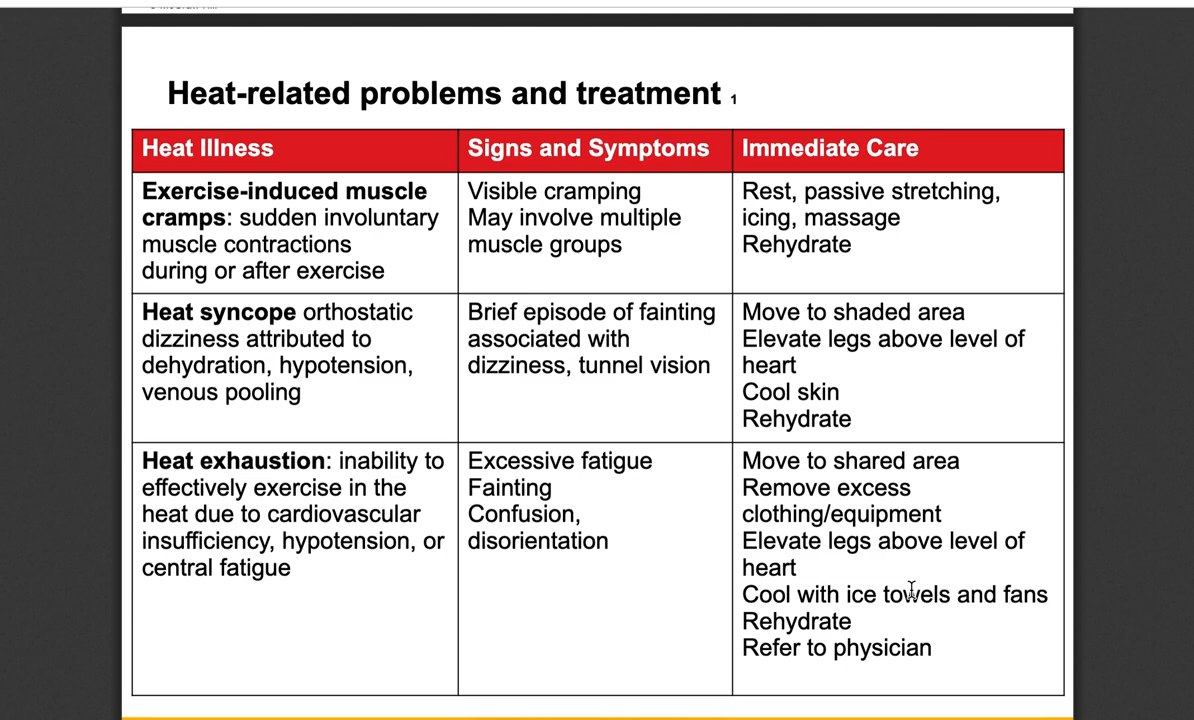 Heat-related problems and treatment 1
Heat Illness
Signs and Symptoms
Immediate Care
Exercise-induced muscle
cramps: sudden involuntary
muscle contractions
during or after exercise
Visible cramping
May involve multiple
muscle groups
Rest, passive stretching,
icing, massage
Rehydrate
Heat syncope orthostatic
dizziness attributed to
dehydration, hypotension,
venous pooling
Brief episode of fainting
associated with
dizziness, tunnel vision
Move to shaded area
Elevate legs above level of
heart
Cool skin
Rehydrate
Heat exhaustion: inability to
effectively exercise in the
heat due to cardiovascular
insufficiency, hypotension, or
central fatigue
Excessive fatigue
Fainting
Confusion,
disorientation
Move to shared area
Remove excess
clothing/equipment
Elevate legs above level of
heart
Cool with ice towels and fans
Rehydrate
Refer to physician